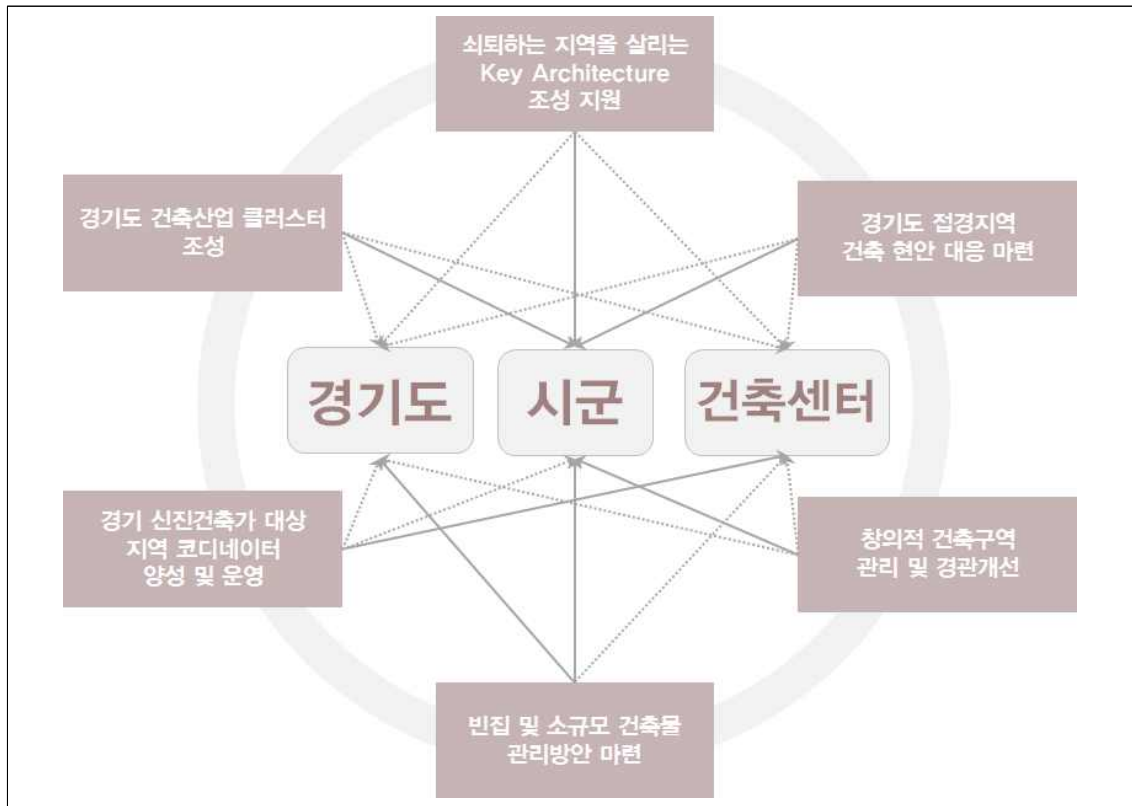 쇠퇴하는 지역을 살리는
Key Architecture
조성 지원
경기도 건축산업 클러스터
조성
경기도 접경지역
건축 현안 대응 마련
경기도
시군
건축센터
경기 신진건축가 대상
지역 코디네이터
양성 및 운영
창의적 건축구역
관리 및 경관개선
빈집 및 소규모 건축물
관리방안 마련